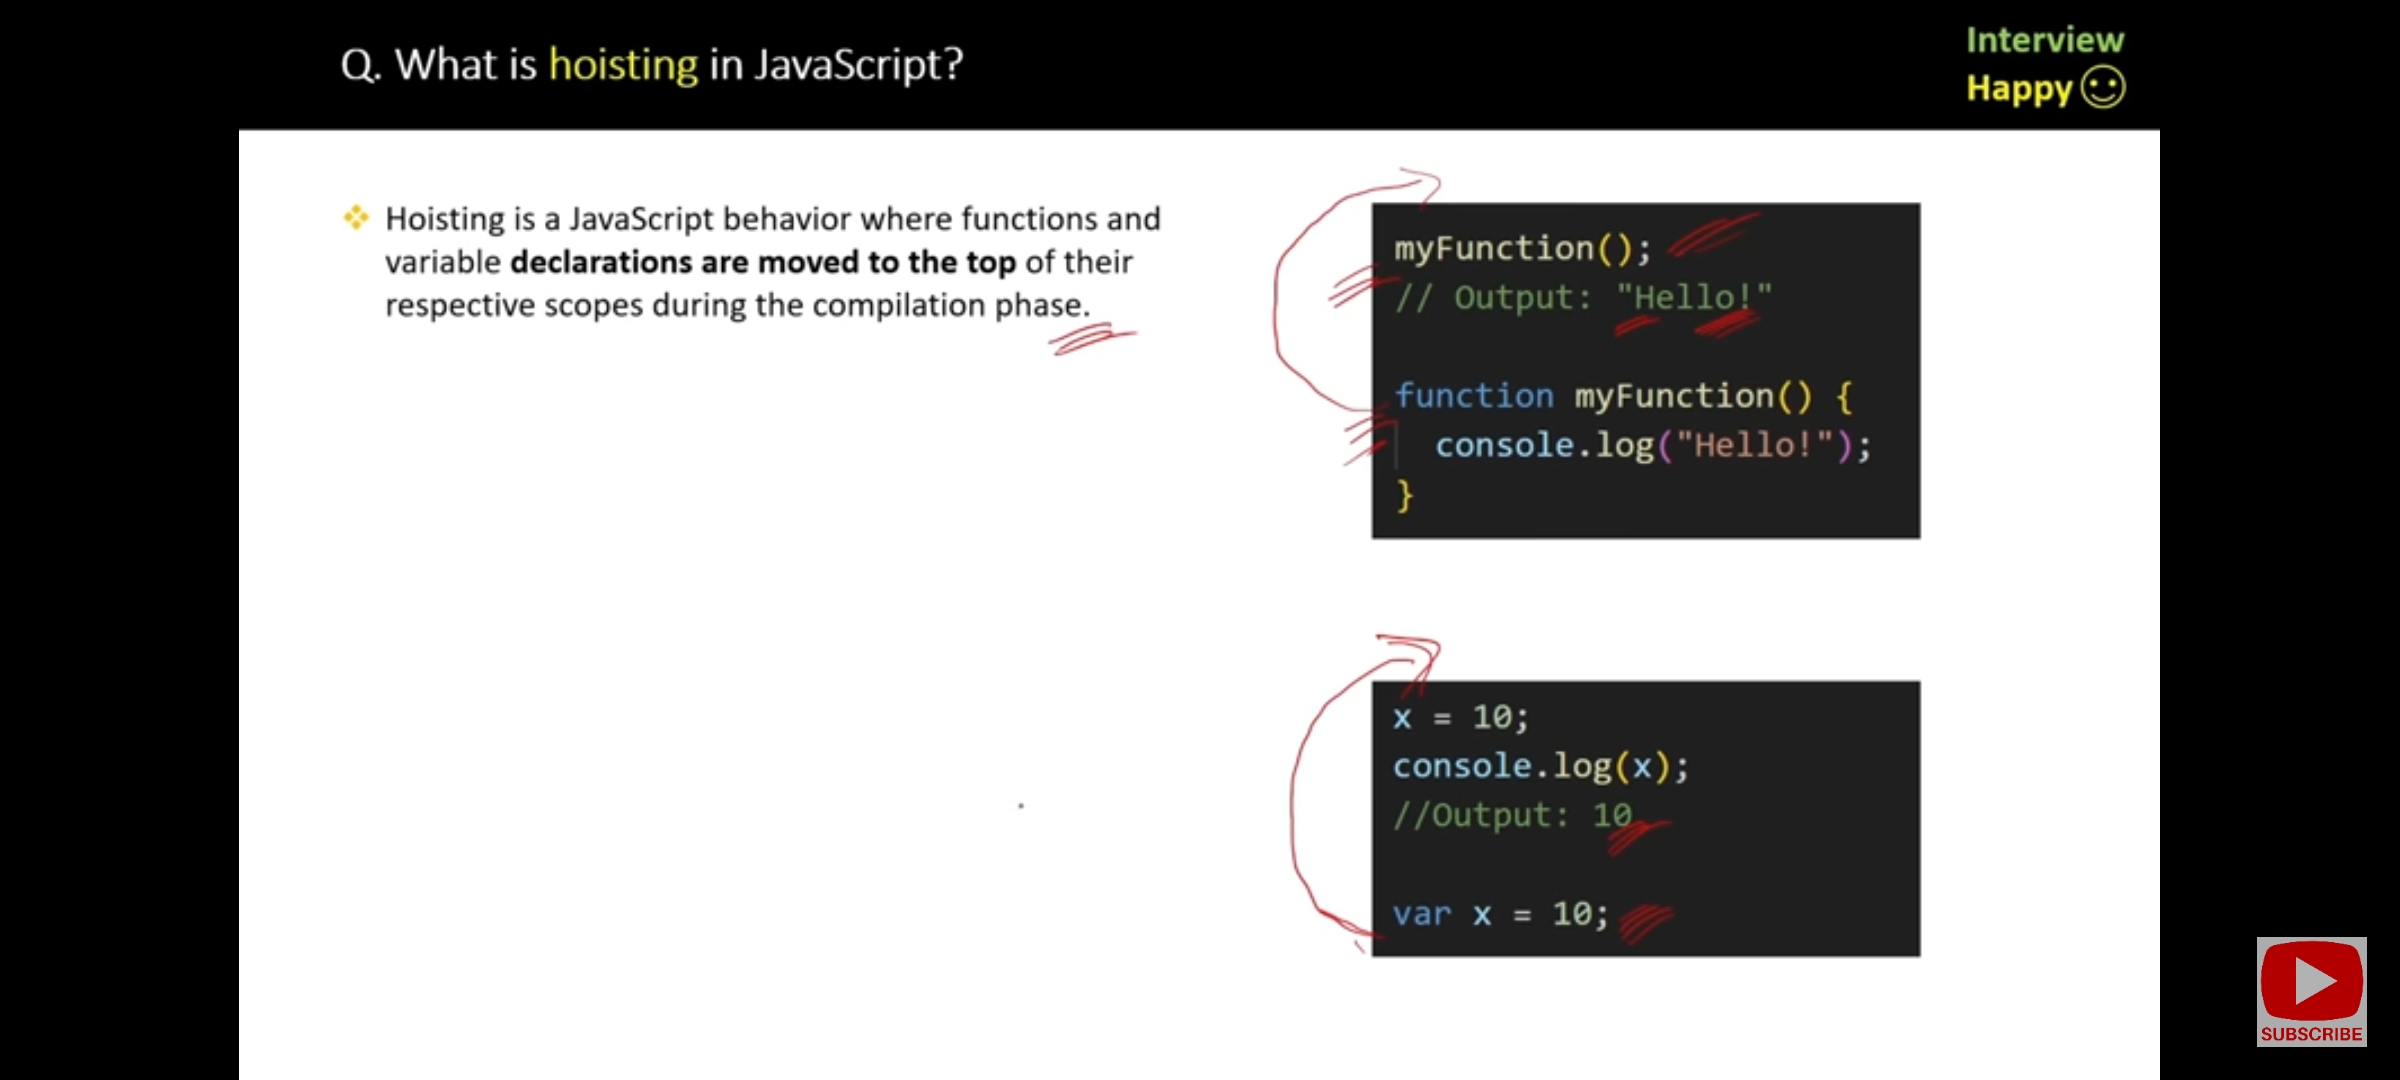 Q. What is hoisting in JavaScript?
Interview
Happy
Hoisting is a JavaScript behavior where functions and
variable declarations are moved to the top of their
respective scopes during the compilation phase.
myFunction();
// Output: "Hello!"
function myFunction() {
console.log("Hello!");
}
x = 10;
console.log(x);
//Output: 10
var x = 10;
SUBSCRIBE